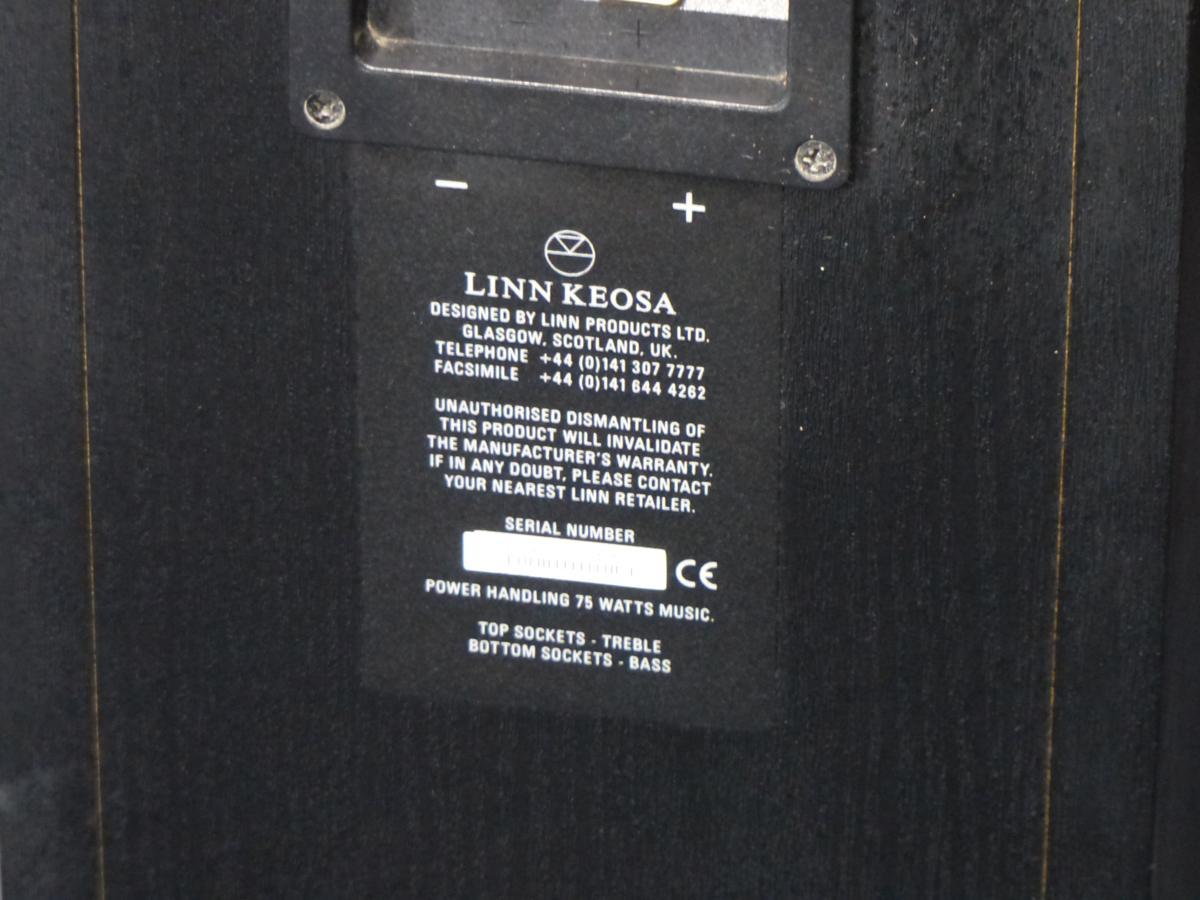 - +
LINN KEOSA
DESIGNED BY LINN PRODUCTS LTD.
GLASGOW, SCOTLAND, UK.
TELEPHONE +44 (0)141 307 7777
FACSIMILE +44 (0)141 644 4262
UNAUTHORISED DISMANTLING OF
THIS PRODUCT WILL INVALIDATE
THE MANUFACTURER'S WARRANTY.
IF IN ANY DOUBT, PLEASE CONTACT
YOUR NEAREST LINN RETAILER.
SERIAL NUMBER
CE
POWER HANDLING 75 WATTS MUSIC.
TOP SOCKETS - TREBLE
BOTTOM SOCKETS - BASS